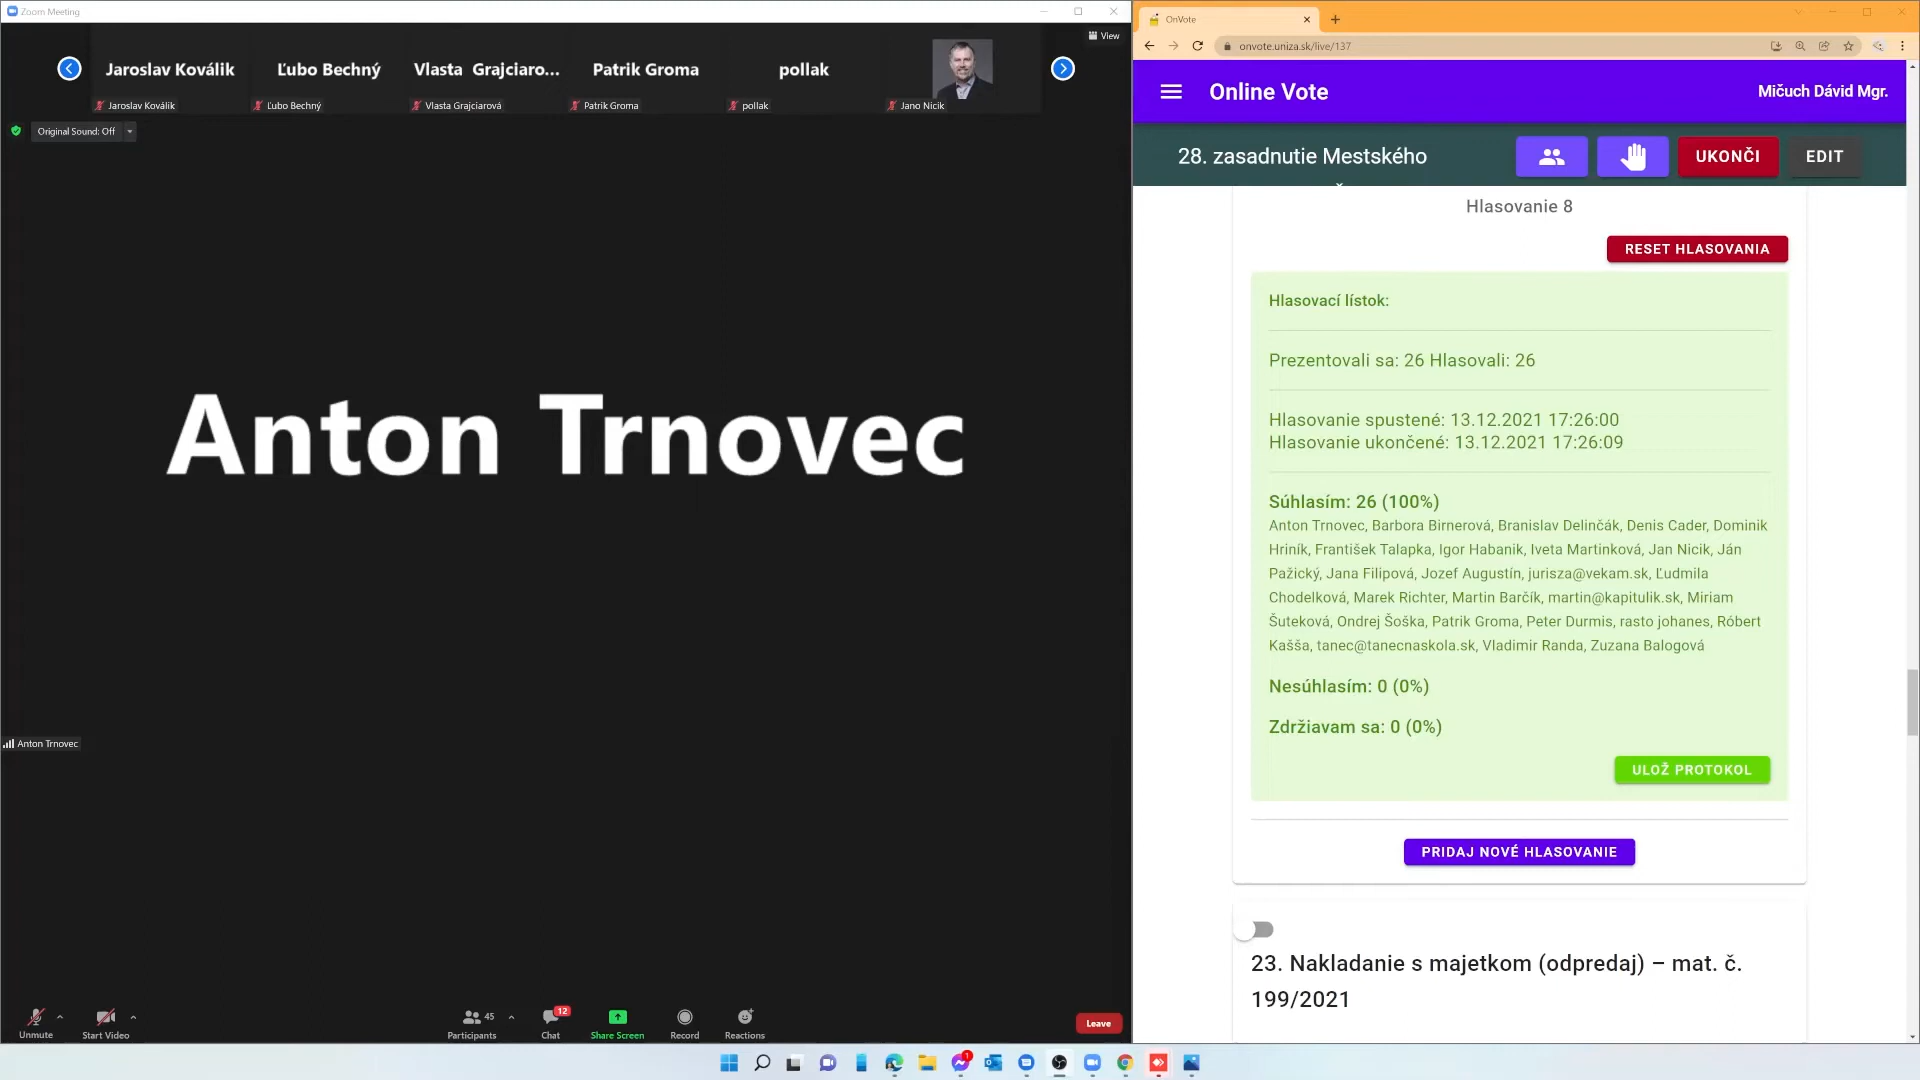 Zoom Meeting
View
Jaroslav Koválik
Ľubo Bechný
Vlasta Grajciaro...
Patrik Groma
pollak
Jaroslav Koválik
Ľubo Bechný
Vlasta Grajciarová
Patrik Groma
pollak
Jano Nicík
Original Sound: Off
Anton Trnovec
Anton Trnovec
Unmute
Start Video
45
Participants
12
Chat
Share Screen
Record
Reactions
Leave
OnVote
onvote.uniza.sk/live/137
Online Vote
Mičuch Dávid Mgr.
28. zasadnutie Mestského
UKONČI
EDIT
Hlasovanie 8
RESET HLASOVANIA
Hlasovací lístok:
Prezentovali sa: 26 Hlasovali: 26
Hlasovanie spustené: 13.12.2021 17:26:00
Hlasovanie ukončené: 13.12.2021 17:26:09
Súhlasím: 26 (100%)
Anton Trnovec, Barbora Birnerová, Branislav Delinčák, Denis Cader, Dominik
Hriník, František Talapka, Igor Habanik, Iveta Martinková, Jan Nicik, Ján
Pažický, Jana Filipová, Jozef Augustín, jurisza@vekam.sk, Ľudmila
Chodelková, Marek Richter, Martin Barčík, martin@kapitulik.sk, Miriam
Šuteková, Ondrej Šoška, Patrik Groma, Peter Durmis, rasto johanes, Róbert
Kašša, tanec@tanecnaskola.sk, Vladimir Randa, Zuzana Balogová
Nesúhlasím: 0 (0%)
Zdržiavam sa: 0 (0%)
ULOŽ PROTOKOL
PRIDAJ NOVÉ HLASOVANIE
23. Nakladanie s majetkom (odpredaj) – mat. č.
199/2021
1